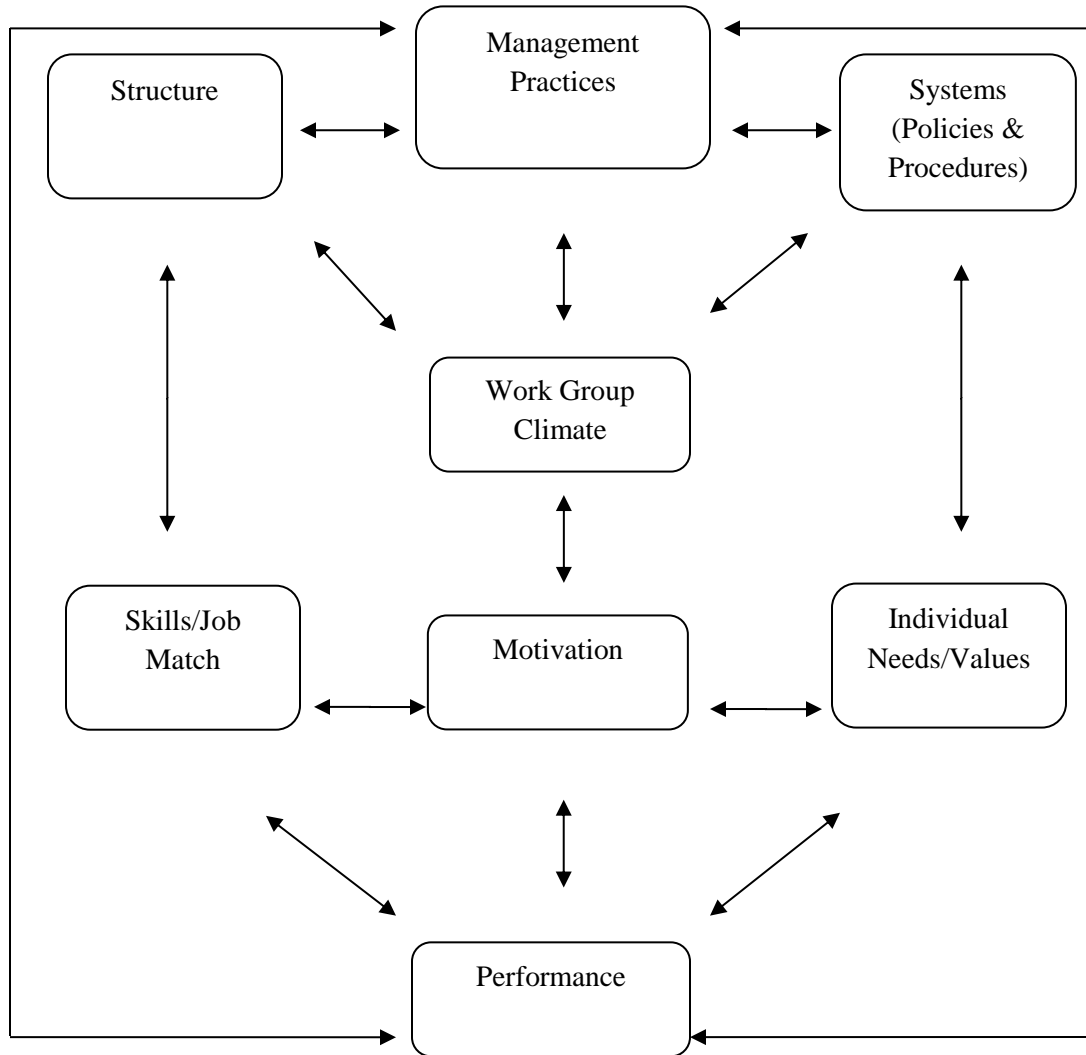 Management
Practices
Structure
Systems
(Policies &
Procedures)
Work Group
Climate
Skills/Job
Match
Motivation
Individual
Needs/Values
Performance